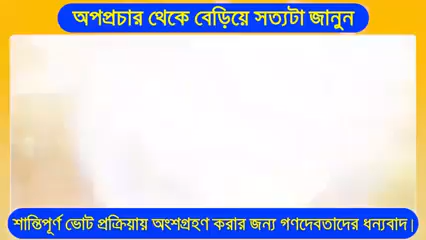 অপপ্রচার থেকে বেড়িয়ে সত্যটা জানুন
শান্তিপূর্ণ ভোট প্রক্রিয়ায় অংশগ্রহণ করার জন্য গণদেবতাদের ধন্যবাদ।